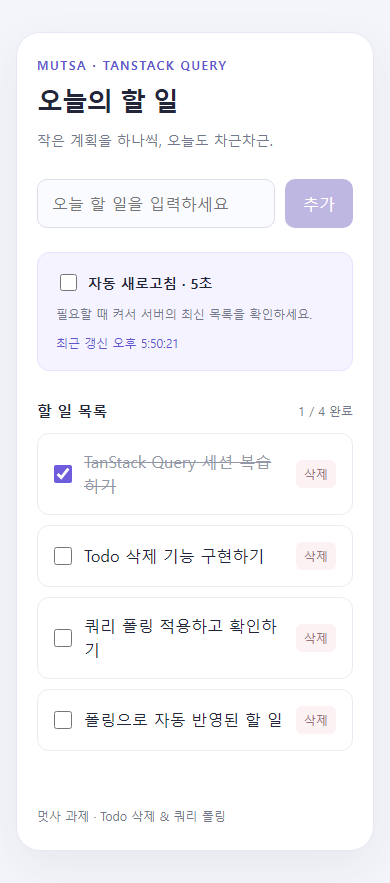 MUTSA · TANSTACK QUERY
오늘의 할 일
작은 계획을 하나씩, 오늘도 차근차근.
오늘 할 일을 입력하세요
추가
자동 새로고침 · 5초
필요할 때 켜서 서버의 최신 목록을 확인하세요.
최근 갱신 오후 5:50:21
할 일 목록
1 / 4 완료
TanStack Query 세션 복습
하기
삭제
Todo 삭제 기능 구현하기
삭제
쿼리 폴링 적용하고 확인하
기
삭제
폴링으로 자동 반영된 할 일
삭제
멋사 과제 · Todo 삭제 & 쿼리 폴링